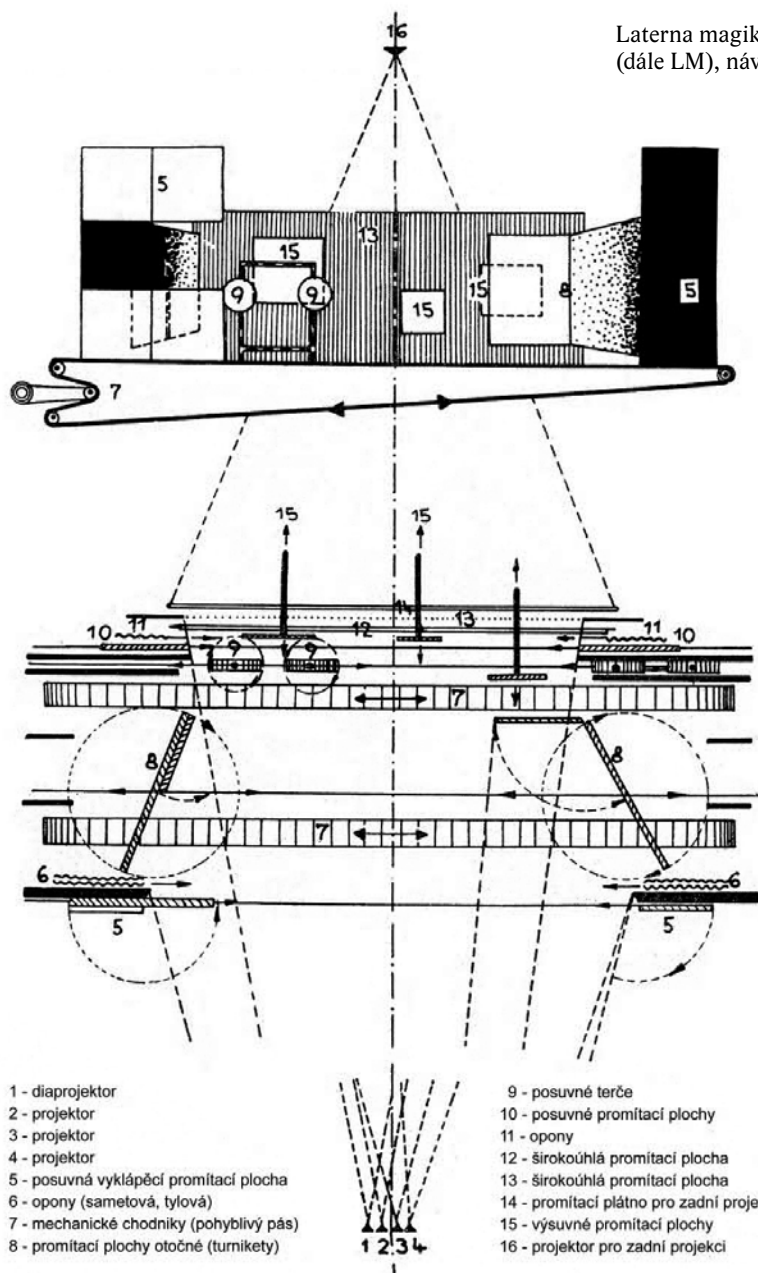 16
Laterna magik
(dále LM), náv
5
13
15
9
9
15
15
8
5
7
15
15
14
13
12
11
10
9
9
11
10
7
8
8
7
6
6
5
5
1 - diaprojektor
2 - projektor
3 - projektor
4 - projektor
5 - posuvná vyklápěcí promítací plocha
6 - opony (sametová, tylová)
7 - mechanické chodniky (pohyblivý pás)
8 - promítací plochy otočné (turnikety)
9 - posuvné terče
10 - posuvné promítací plochy
11 - opony
12 - širokoúhlá promítací plocha
13 - širokoúhlá promítací plocha
14 - promítací plátno pro zadní proje
15 - výsuvné promítací plochy
16 - projektor pro zadní projekci
1 2 3 4